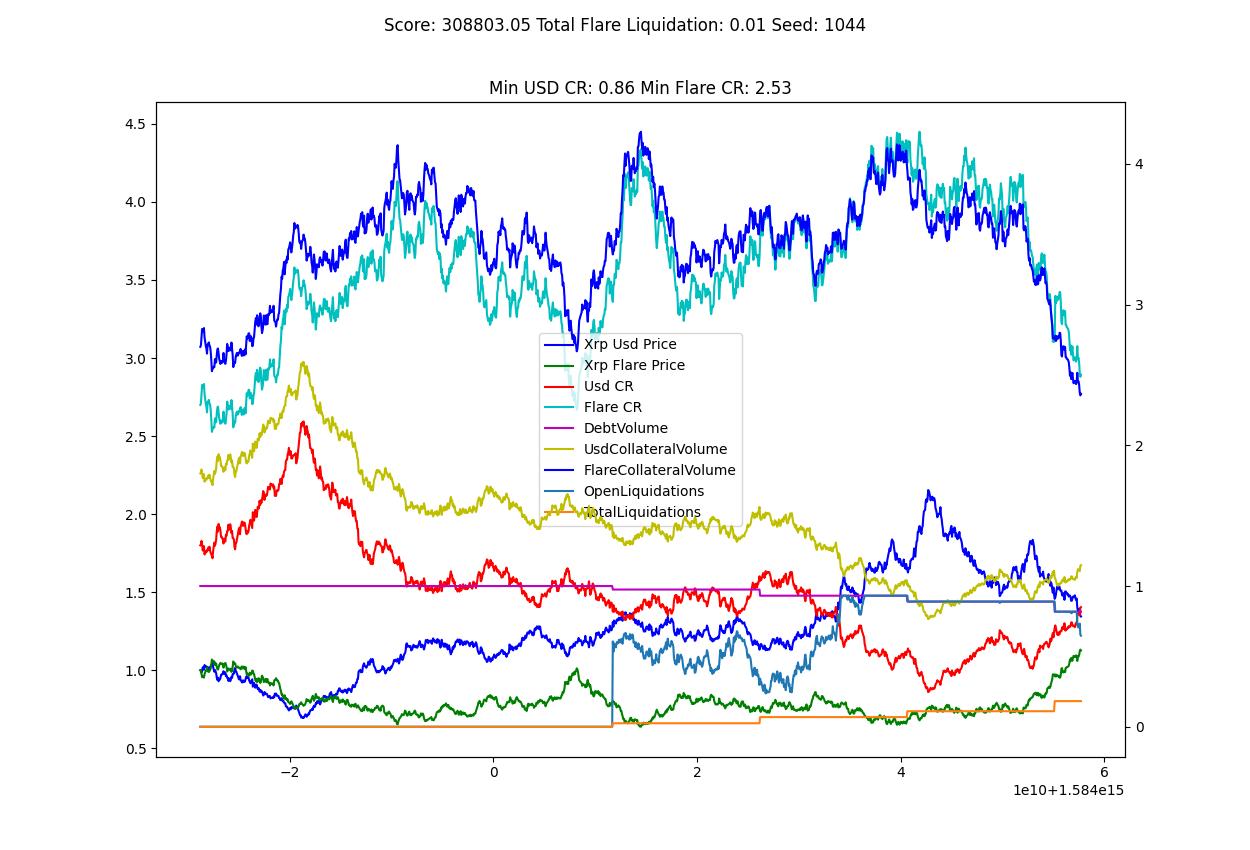 Score: 308803.05 Total Flare Liquidation: 0.01 Seed: 1044
Min USD CR: 0.86 Min Flare CR: 2.53
4.5
4.0
3.5
3.0
2.5
2.0
1.5
1.0
0.5
4
3
2
1
0
Xrp Usd Price
Xrp Flare Price
Usd CR
Flare CR
DebtVolume
UsdCollateralVolume
FlareCollateralVolume
OpenLiquidations
TotalLiquidations
−2
0
2
4
6
1e10+1.584e15